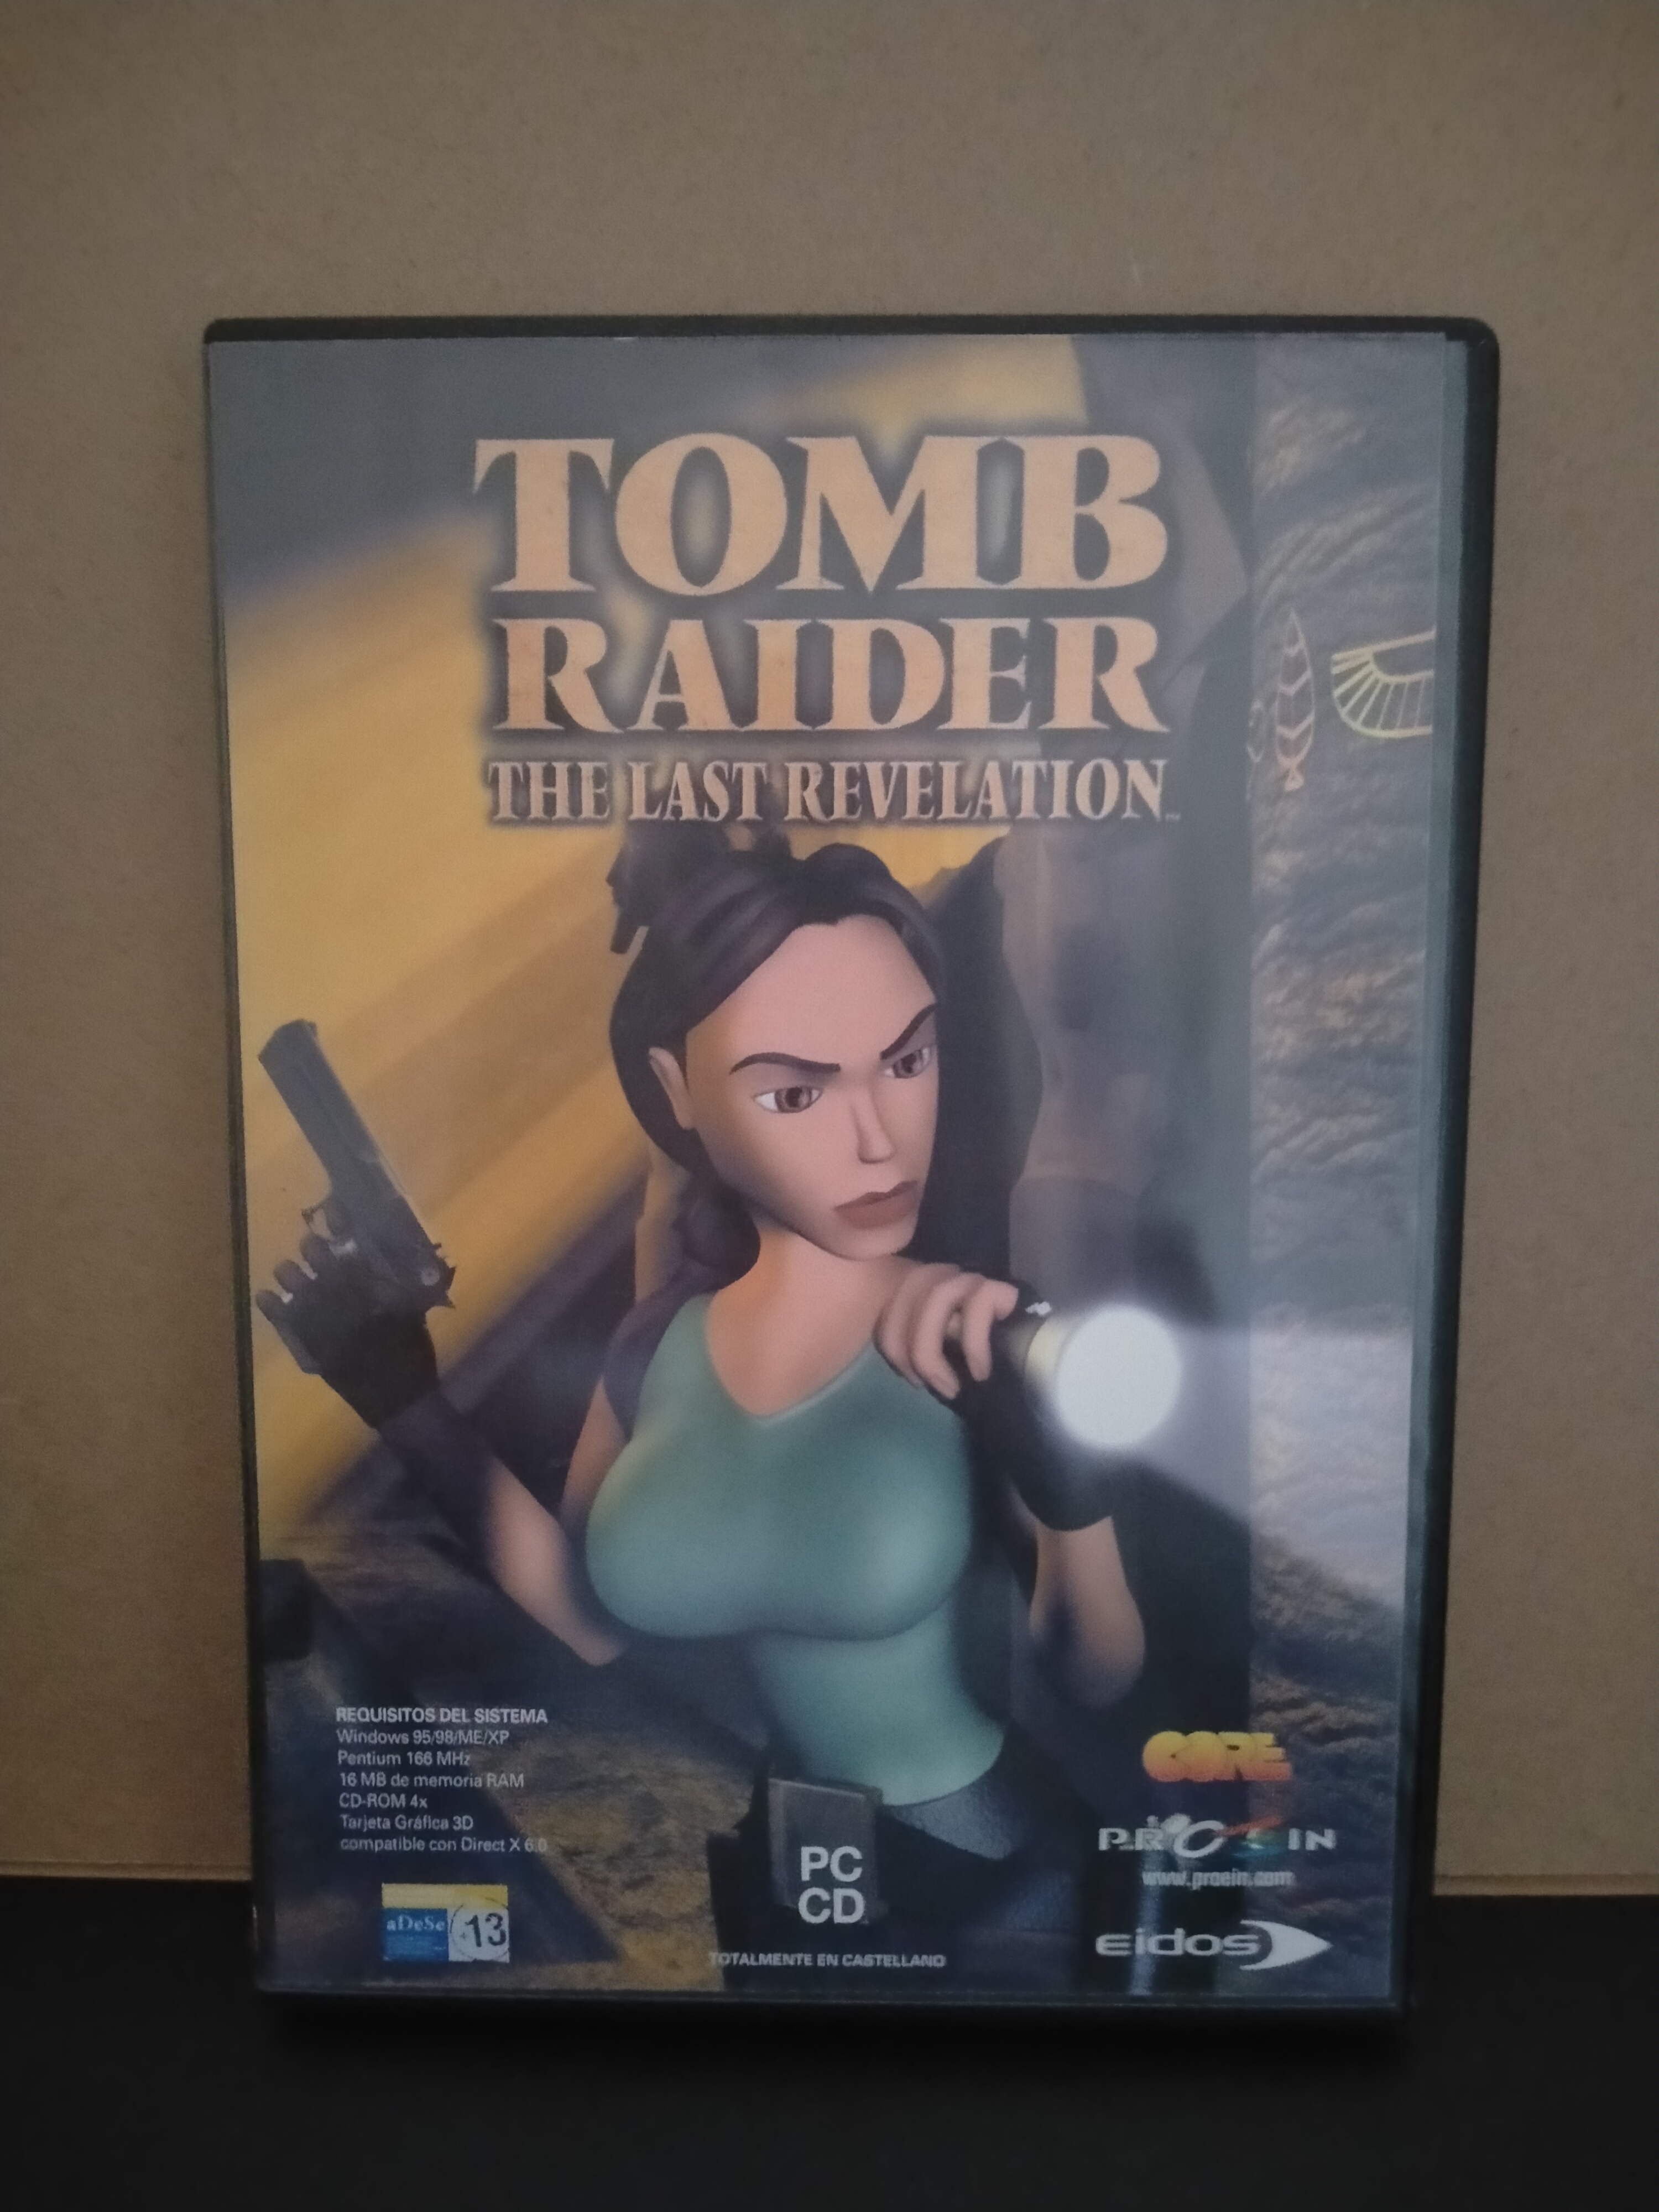 TOMB
RAIDER
THE LAST REVELATION
REQUISITOS DEL SISTEMA
Windows 95/98/ME/XP
Pentium 166 MHz
16 MB de memoria RAM
CD-ROM 4x
Tarjeta Gráfica 3D
compatible con Direct X 6.0
aDeSe
+13
PC
CD
TOTALMENTE EN CASTELLANO
CORE
PROEIN
www.proein.com
eidos